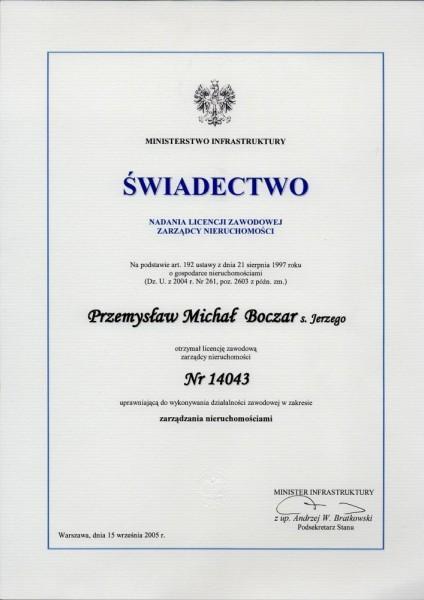 MINISTERSTWO INFRASTRUKTURY
ŚWIADECTWO
NADANIA LICENCJI ZAWODOWEJ
ZARZĄDCY NIERUCHOMOŚCI
Na podstawie art. 192 ustawy z dnia 21 sierpnia 1997 roku
o gospodarce nieruchomościami
(Dz. U. z 2004 r. Nr 261, poz. 2603 z późn. zm.)
Przemysław Michał Boczar s. Jerzego
otrzymał licencję zawodową
zarządcy nieruchomości
Nr 14043
uprawniającą do wykonywania działalności zawodowej w zakresie
zarządzania nieruchomościami
MINISTER INFRASTRUKTURY
z up. Andrzej W. Bratkowski
Podsekretarz Stanu
Warszawa, dnia 15 września 2005 r.